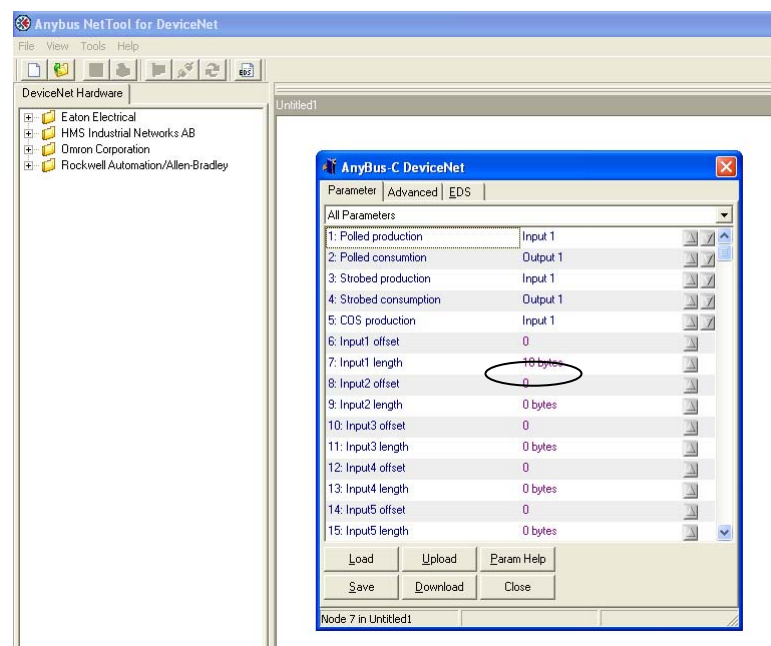 Anybus NetTool for DeviceNet
File View Tools Help
EDS
DeviceNet Hardware
Untitled1
Eaton Electrical
HMS Industrial Networks AB
Omron Corporation
Rockwell Automation/Allen-Bradley
AnyBus-C DeviceNet
Parameter Advanced EDS
All Parameters
1: Polled production Input 1
2: Polled consumtion Output 1
3: Strobed production Input 1
4: Strobed consumption Output 1
5: COS production Input 1
6: Input1 offset 0
7: Input1 length bytes
8: Input2 offset 0
9: Input2 length 0 bytes
10: Input3 offset 0
11: Input3 length 0 bytes
12: Input4 offset 0
13: Input4 length 0 bytes
14: Input5 offset 0
15: Input5 length 0 bytes
Load Upload Param Help
Save Download Close
Node 7 in Untitled1